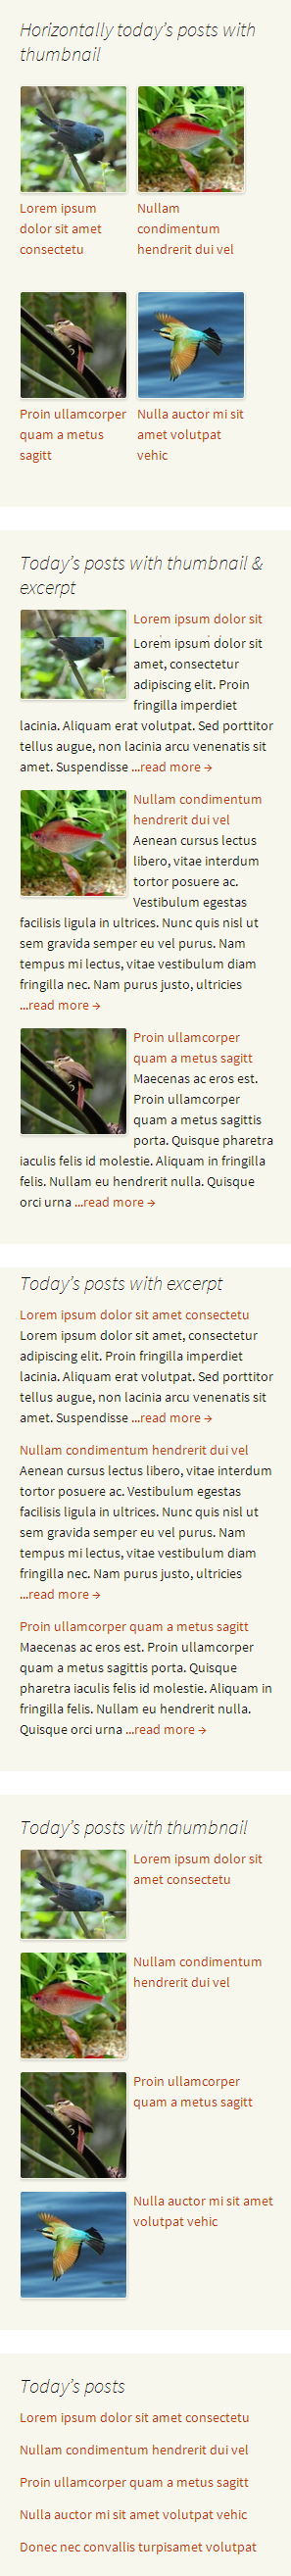 Horizontally today's posts with
thumbnail
Lorem ipsum
dolor sit amet
consectetu
Nullam
condimentum
hendrerit dui vel
Proin ullamcorper
quam a metus
sagitt
Nulla auctor mi sit
amet volutpat
vehic
Today's posts with thumbnail &
excerpt
Lorem ipsum dolor sit
Lorem ipsum dolor sit
amet, consectetur
adipiscing elit. Proin
fringilla imperdiet
lacinia. Aliquam erat volutpat. Sed porttitor
tellus augue, non lacinia arcu venenatis sit
amet. Suspendisse ...read more →
Nullam condimentum
hendrerit dui vel
Aenean cursus lectus
libero, vitae interdum
tortor posuere ac.
Vestibulum egestas
facilisis ligula in ultrices. Nunc quis nisl ut
sem gravida semper eu vel purus. Nam
tempus mi lectus, vitae vestibulum diam
fringilla nec. Nam purus justo, ultricies
...read more →
Proin ullamcorper
quam a metus sagitt
Maecenas ac eros est.
Proin ullamcorper
quam a metus sagittis
porta. Quisque pharetra
iaculis felis id molestie. Aliquam in fringilla
felis. Nullam eu hendrerit nulla. Quisque
orci urna ...read more →
Today's posts with excerpt
Lorem ipsum dolor sit amet consectetu
Lorem ipsum dolor sit amet, consectetur
adipiscing elit. Proin fringilla imperdiet
lacinia. Aliquam erat volutpat. Sed porttitor
tellus augue, non lacinia arcu venenatis sit
amet. Suspendisse ...read more →
Nullam condimentum hendrerit dui vel
Aenean cursus lectus libero, vitae interdum
tortor posuere ac. Vestibulum egestas
facilisis ligula in ultrices. Nunc quis nisl ut
sem gravida semper eu vel purus. Nam
tempus mi lectus, vitae vestibulum diam
fringilla nec. Nam purus justo, ultricies
...read more →
Proin ullamcorper quam a metus sagitt
Maecenas ac eros est. Proin ullamcorper
quam a metus sagittis porta. Quisque
pharetra iaculis felis id molestie. Aliquam in
fringilla felis. Nullam eu hendrerit nulla.
Quisque orci urna ...read more →
Today's posts with thumbnail
Lorem ipsum dolor sit
amet consectetu
Nullam condimentum
hendrerit dui vel
Proin ullamcorper
quam a metus sagitt
Nulla auctor mi sit amet
volutpat vehic
Today's posts
Lorem ipsum dolor sit amet consectetu
Nullam condimentum hendrerit dui vel
Proin ullamcorper quam a metus sagitt
Nulla auctor mi sit amet volutpat vehic
Donec nec convallis turpisamet volutpat